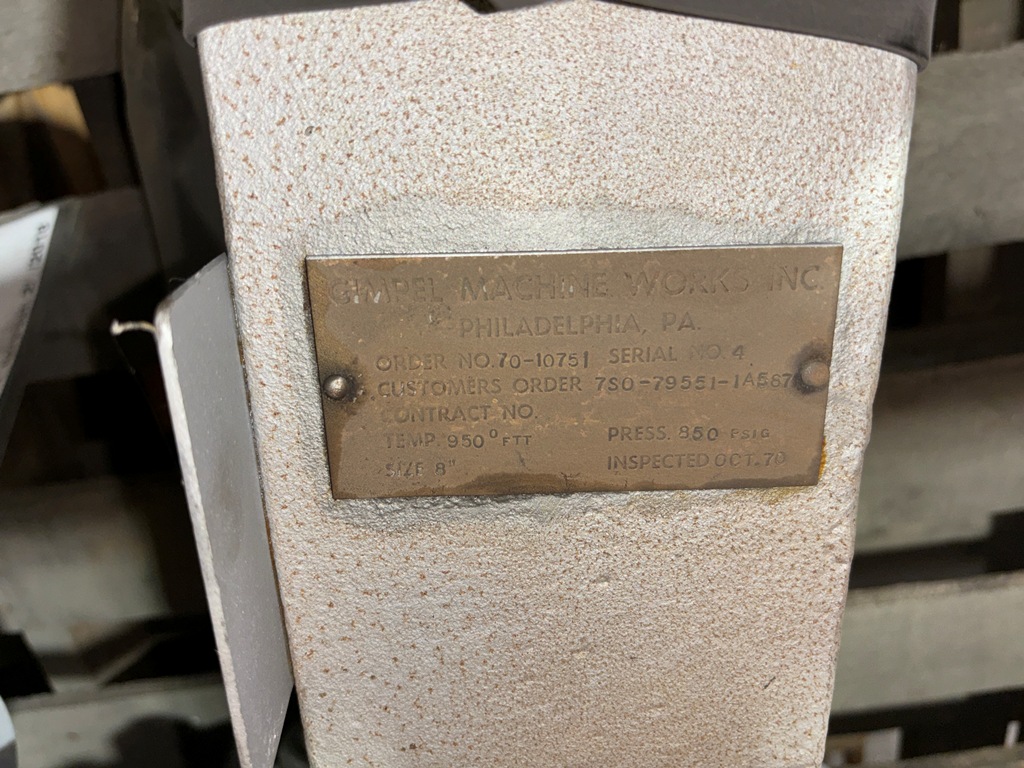 GIMPEL MACHINE WORKS INC.
PHILADELPHIA, PA.
ORDER NO. 70-10751 SERIAL NO. 4
CUSTOMERS ORDER 7SO-79551-1A587
CONTRACT NO.
TEMP. 950° FTT PRESS. 850 PSIG
SIZE 8" INSPECTED OCT. 70